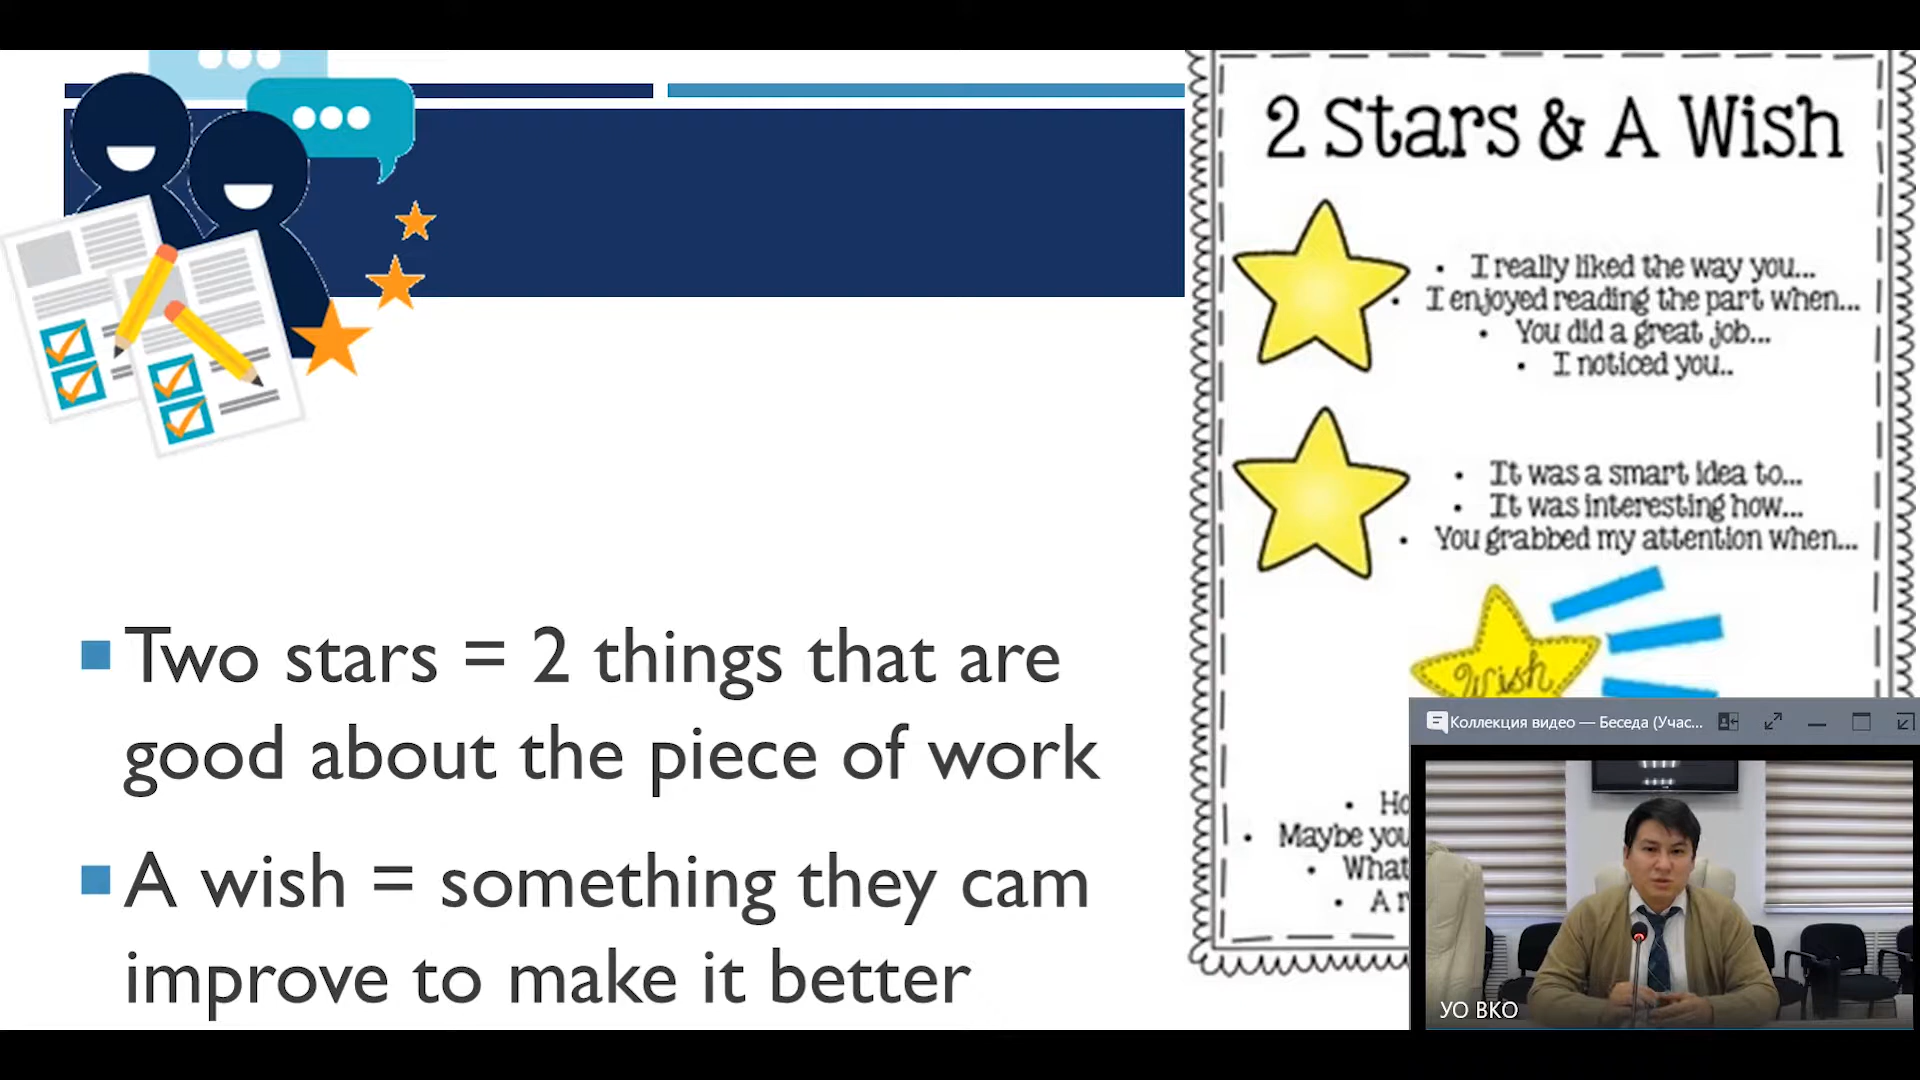 Two stars = 2 things that are
good about the piece of work
A wish = something they cam
improve to make it better
2 Stars & A Wish
• I really liked the way you...
• I enjoyed reading the part when...
• You did a great job...
• I noticed you..
• It was a smart idea to...
• It was interesting how...
• You grabbed my attention when...
Wish
• Maybe you
• What
• A
Коллекция видео — Беседа (Учас...
УО ВКО